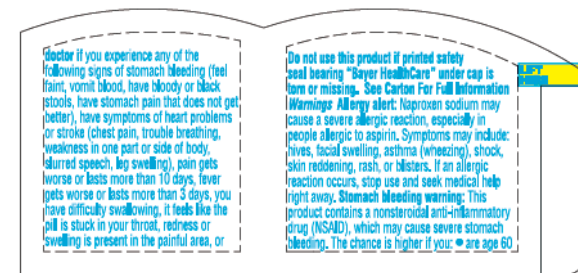 doctor if you experience any of the
following signs of stomach bleeding (feel
faint, vomit blood, have bloody or black
stools, have stomach pain that does not get
better), have symptoms of heart problems
or stroke (chest pain, trouble breathing,
weakness in one part or side of body,
slurred speech, leg swelling), pain gets
worse or lasts more than 10 days, fever
gets worse or lasts more than 3 days, you
have difficulty swallowing, it feels like the
pill is stuck in your throat, redness or
swelling is present in the painful area, or
Do not use this product if printed safety
seal bearing "Bayer HealthCare" under cap is
torn or missing. See Carton For Full Information
Warnings Allergy alert: Naproxen sodium may
cause a severe allergic reaction, especially in
people allergic to aspirin. Symptoms may include:
hives, facial swelling, asthma (wheezing), shock,
skin reddening, rash, or blisters. If an allergic
reaction occurs, stop use and seek medical help
right away. Stomach bleeding warning: This
product contains a nonsteroidal anti-inflammatory
drug (NSAID), which may cause severe stomach
bleeding. The chance is higher if you: ● are age 60
LIFT